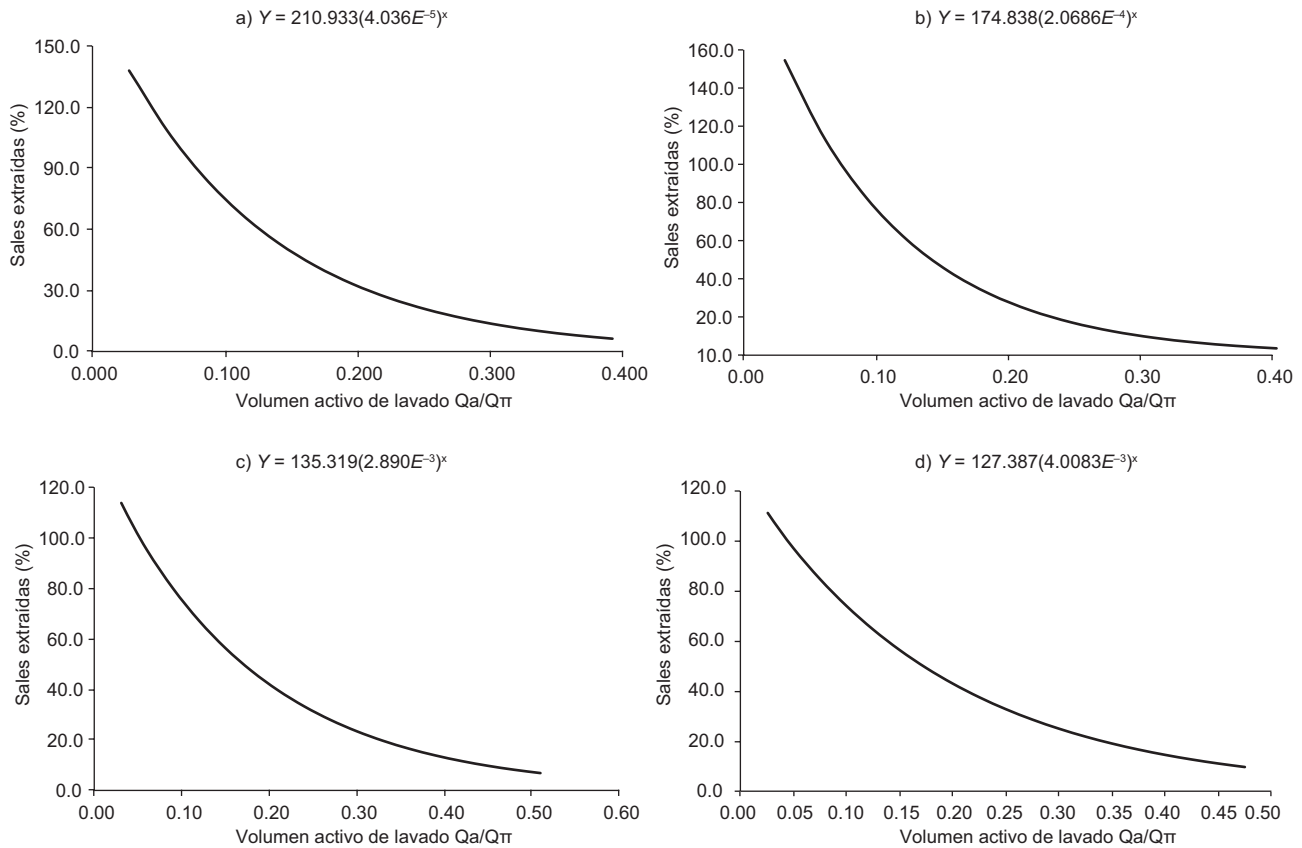 a) Y = 210.933(4.036E⁻⁵)ˣ
150.0
120.0
90.0
60.0
30.0
0.0
Sales extraídas (%)
0.000 0.100 0.200 0.300 0.400
Volumen activo de lavado Qa/Qπ
b) Y = 174.838(2.0686E⁻⁴)ˣ
160.0
140.0
120.0
100.0
80.0
60.0
40.0
20.0
10.0
Sales extraídas (%)
0.00 0.10 0.20 0.30 0.40
Volumen activo de lavado Qa/Qπ
c) Y = 135.319(2.890E⁻³)ˣ
120.0
100.0
80.0
60.0
40.0
20.0
0.0
Sales extraídas (%)
0.00 0.10 0.20 0.30 0.40 0.50 0.60
Volumen activo de lavado Qa/Qπ
d) Y = 127.387(4.0083E⁻³)ˣ
120.0
100.0
80.0
60.0
40.0
20.0
0.0
Sales extraídas (%)
0.00 0.05 0.10 0.15 0.20 0.25 0.30 0.35 0.40 0.45 0.50
Volumen activo de lavado Qa/Qπ